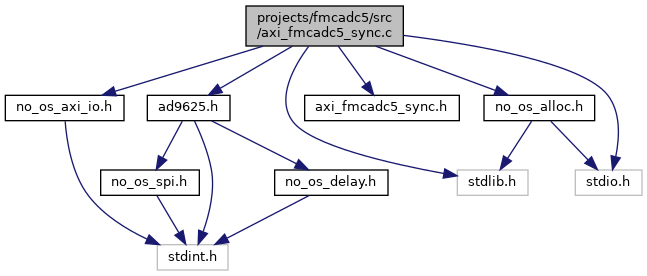 projects/fmcadc5/src
/axi_fmcadc5_sync.c
no_os_axi_io.h
ad9625.h
axi_fmcadc5_sync.h
no_os_alloc.h
no_os_spi.h
no_os_delay.h
stdlib.h
stdio.h
stdint.h